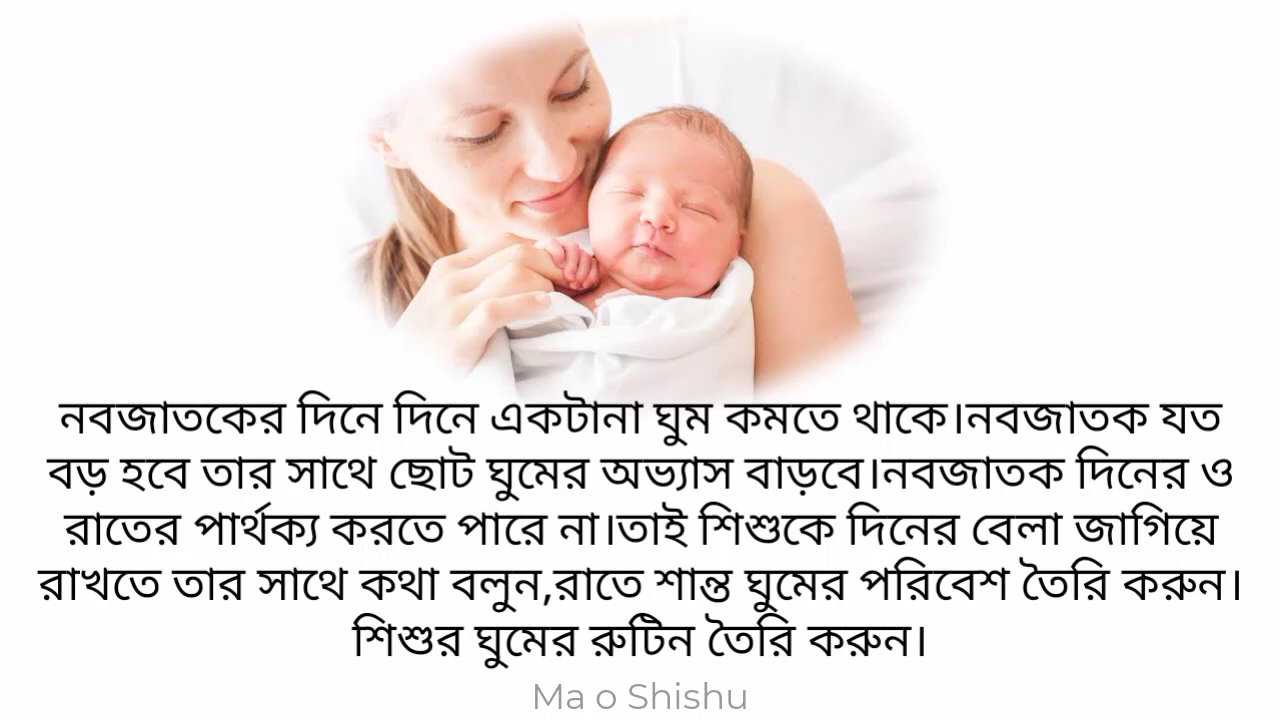 নবজাতকের দিনে দিনে একটানা ঘুম কমতে থাকে।নবজাতক যত
বড় হবে তার সাথে ছোট ঘুমের অভ্যাস বাড়বে।নবজাতক দিনের ও
রাতের পার্থক্য করতে পারে না।তাই শিশুকে দিনের বেলা জাগিয়ে
রাখতে তার সাথে কথা বলুন,রাতে শান্ত ঘুমের পরিবেশ তৈরি করুন।
শিশুর ঘুমের রুটিন তৈরি করুন।
Ma o Shishu